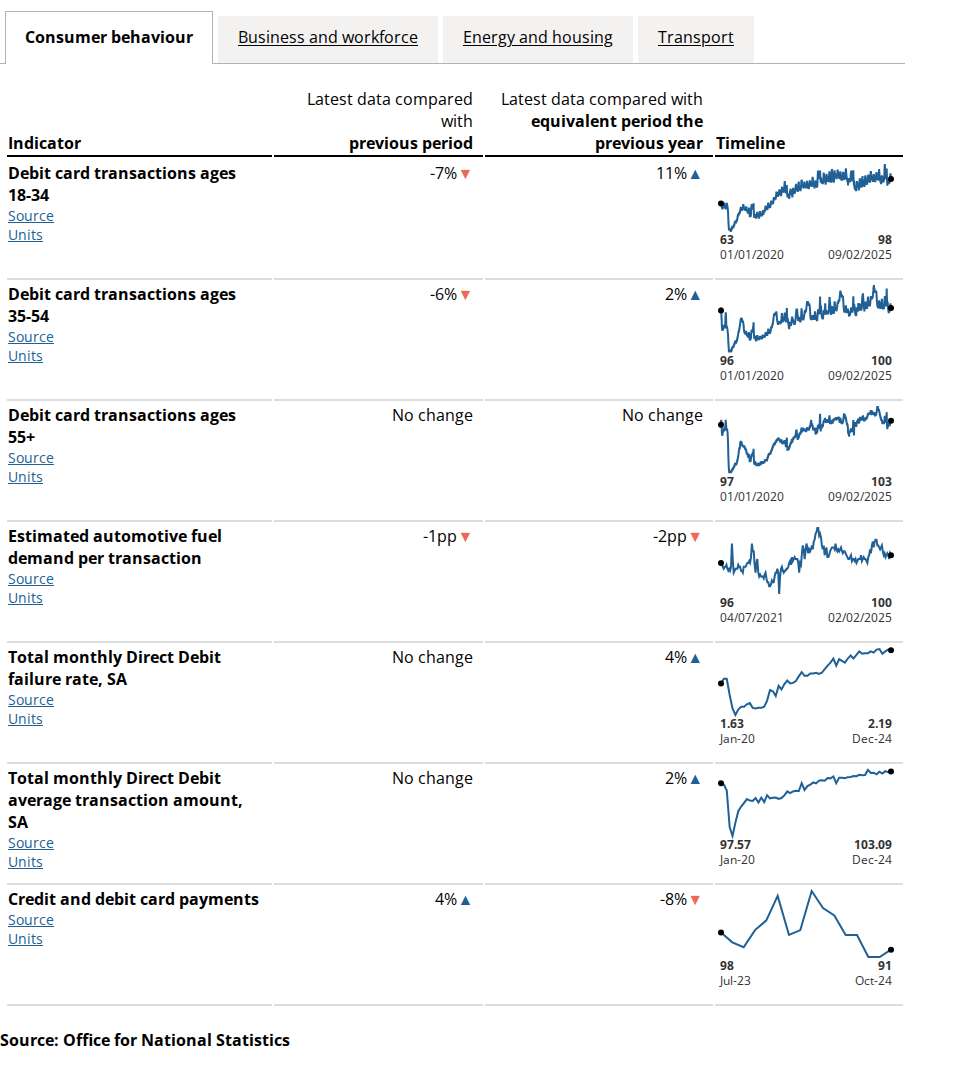 Consumer behaviour
Business and workforce
Energy and housing
Transport
Latest data compared
with
previous period
Latest data compared with
equivalent period the
previous year
Indicator
Timeline
Debit card transactions ages
18-34
Source
Units
-7% ▼
11% ▲
63
98
01/01/2020
09/02/2025
Debit card transactions ages
35-54
Source
Units
-6% ▼
2% ▲
96
100
01/01/2020
09/02/2025
Debit card transactions ages
55+
Source
Units
No change
No change
97
103
01/01/2020
09/02/2025
Estimated automotive fuel
demand per transaction
Source
Units
-1pp ▼
-2pp ▼
96
100
04/07/2021
02/02/2025
Total monthly Direct Debit
failure rate, SA
Source
Units
No change
4% ▲
1.63
2.19
Jan-20
Dec-24
Total monthly Direct Debit
average transaction amount,
SA
Source
Units
No change
2% ▲
97.57
103.09
Jan-20
Dec-24
Credit and debit card payments
Source
Units
4% ▲
-8% ▼
98
91
Jul-23
Oct-24
Source: Office for National Statistics